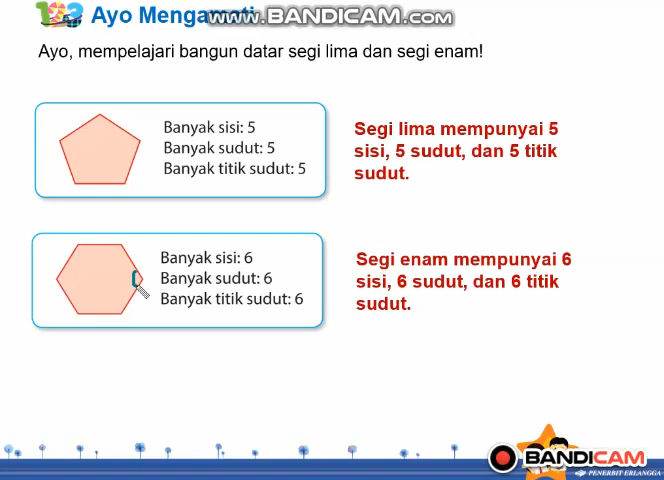 123 Ayo Mengamati
www.BANDICAM.com
Ayo, mempelajari bangun datar segi lima dan segi enam!
Banyak sisi: 5
Banyak sudut: 5
Banyak titik sudut: 5
Segi lima mempunyai 5
sisi, 5 sudut, dan 5 titik
sudut.
Banyak sisi: 6
Banyak sudut: 6
Banyak titik sudut: 6
Segi enam mempunyai 6
sisi, 6 sudut, dan 6 titik
sudut.
BANDICAM
PENERBIT ERLANGGA